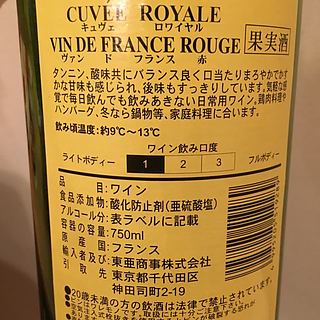 CUVÉE ROYALE
キュヴェ ロワイヤル
VIN DE FRANCE ROUGE
ヴァン ド フランス 赤
果実酒
タンニン、酸味共にバランス良く口当たりまろやかでかす
かな甘味も感じられ、後味もすっきりしています。気軽な感
覚で毎日飲んでも飲みあきない日常用ワイン。鶏肉料理や
ハンバーグ、冬なら鍋物等、家庭料理に合います。
飲み頃温度:約9℃〜13℃
ワイン飲み口度
ライトボディー 1 2 3 フルボディー
品目:ワイン
食品添加物:酸化防止剤(亜硫酸塩)
アルコール分:表ラベルに記載
容器の容量:750ml
原産国:フランス
輸入者及び:東亜商事株式会社
引取先 東京都千代田区
神田司町2-19
●20歳未満の方の飲酒は法律で禁止されて